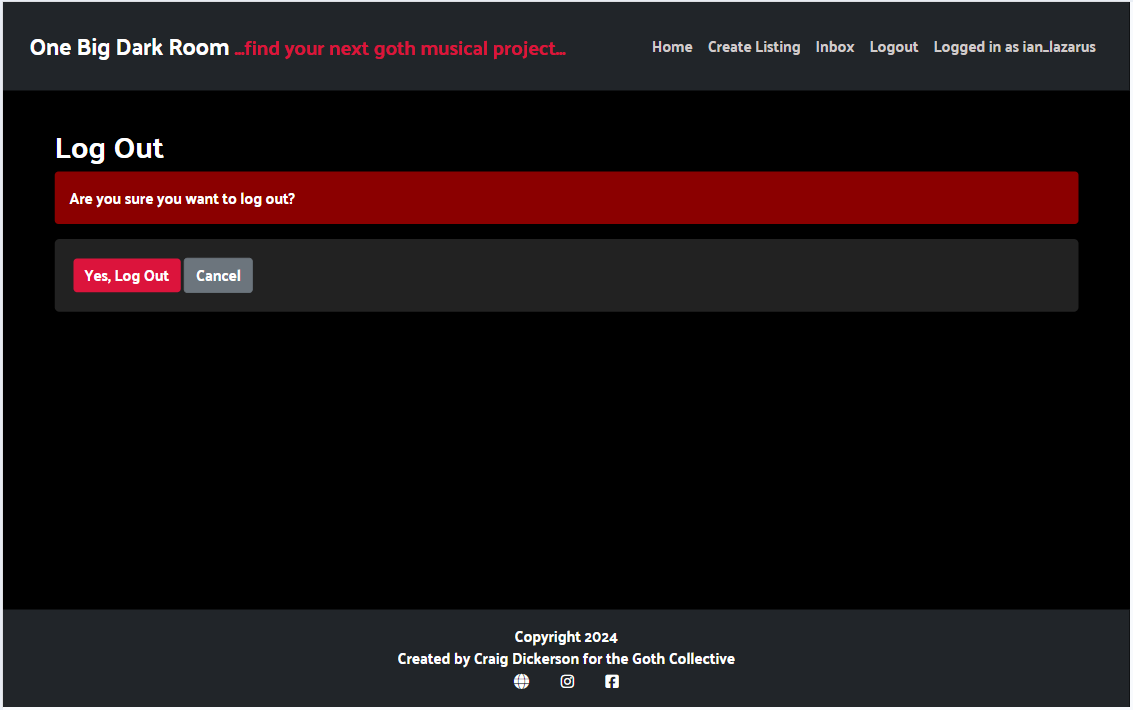 One Big Dark Room ...find your next goth musical project... Home Create Listing Inbox Logout Logged in as ian_lazarus
Log Out
Are you sure you want to log out?
Yes, Log Out Cancel
Copyright 2024
Created by Craig Dickerson for the Goth Collective